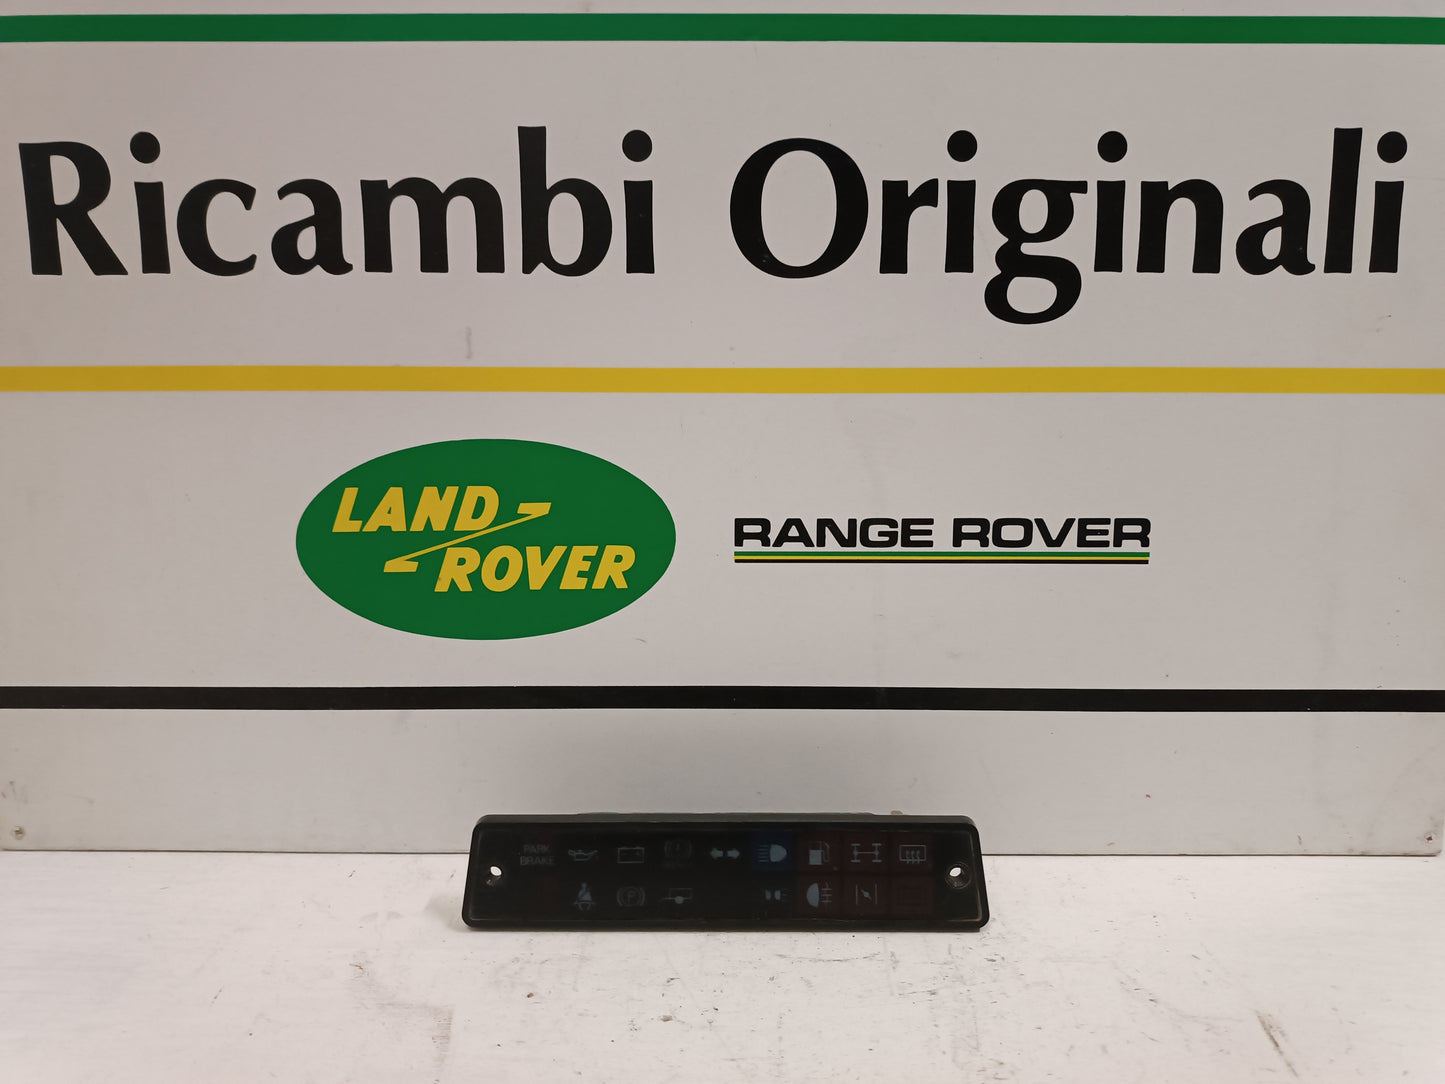 Ricambi Originali
LAND
ROVER
RANGE ROVER
PARK
BRAKE